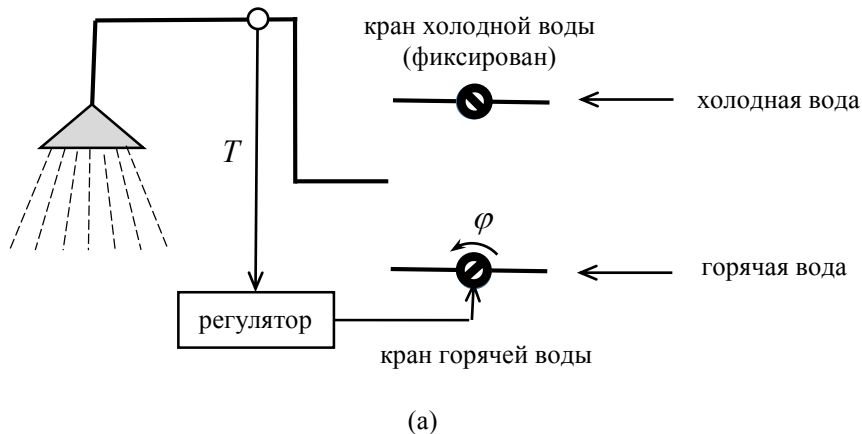 кран холодной воды
(фиксирован)
холодная вода
T
φ
горячая вода
регулятор
кран горячей воды
(а)